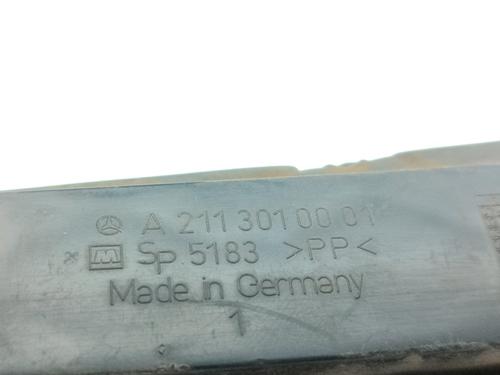 A 211 301 00 01
M Sp. 5183 >PP<
Made in Germany
1